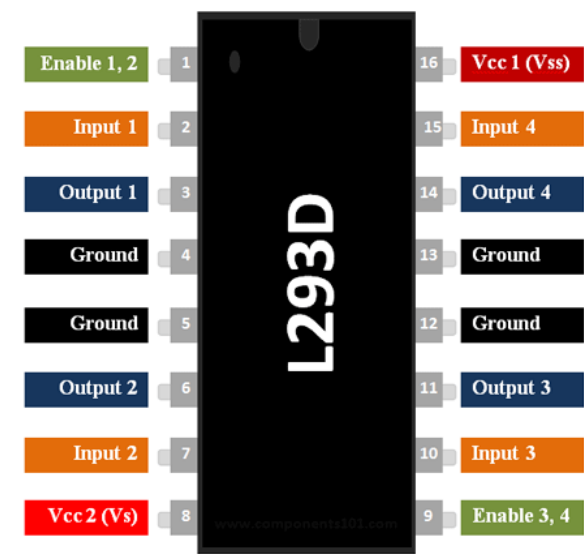 Enable 1, 2
1
16
Vcc 1 (Vss)
Input 1
2
15
Input 4
Output 1
3
14
Output 4
Ground
4
13
Ground
L293D
Ground
5
12
Ground
Output 2
6
11
Output 3
Input 2
7
10
Input 3
Vcc 2 (Vs)
8
9
Enable 3, 4
www.components101.com